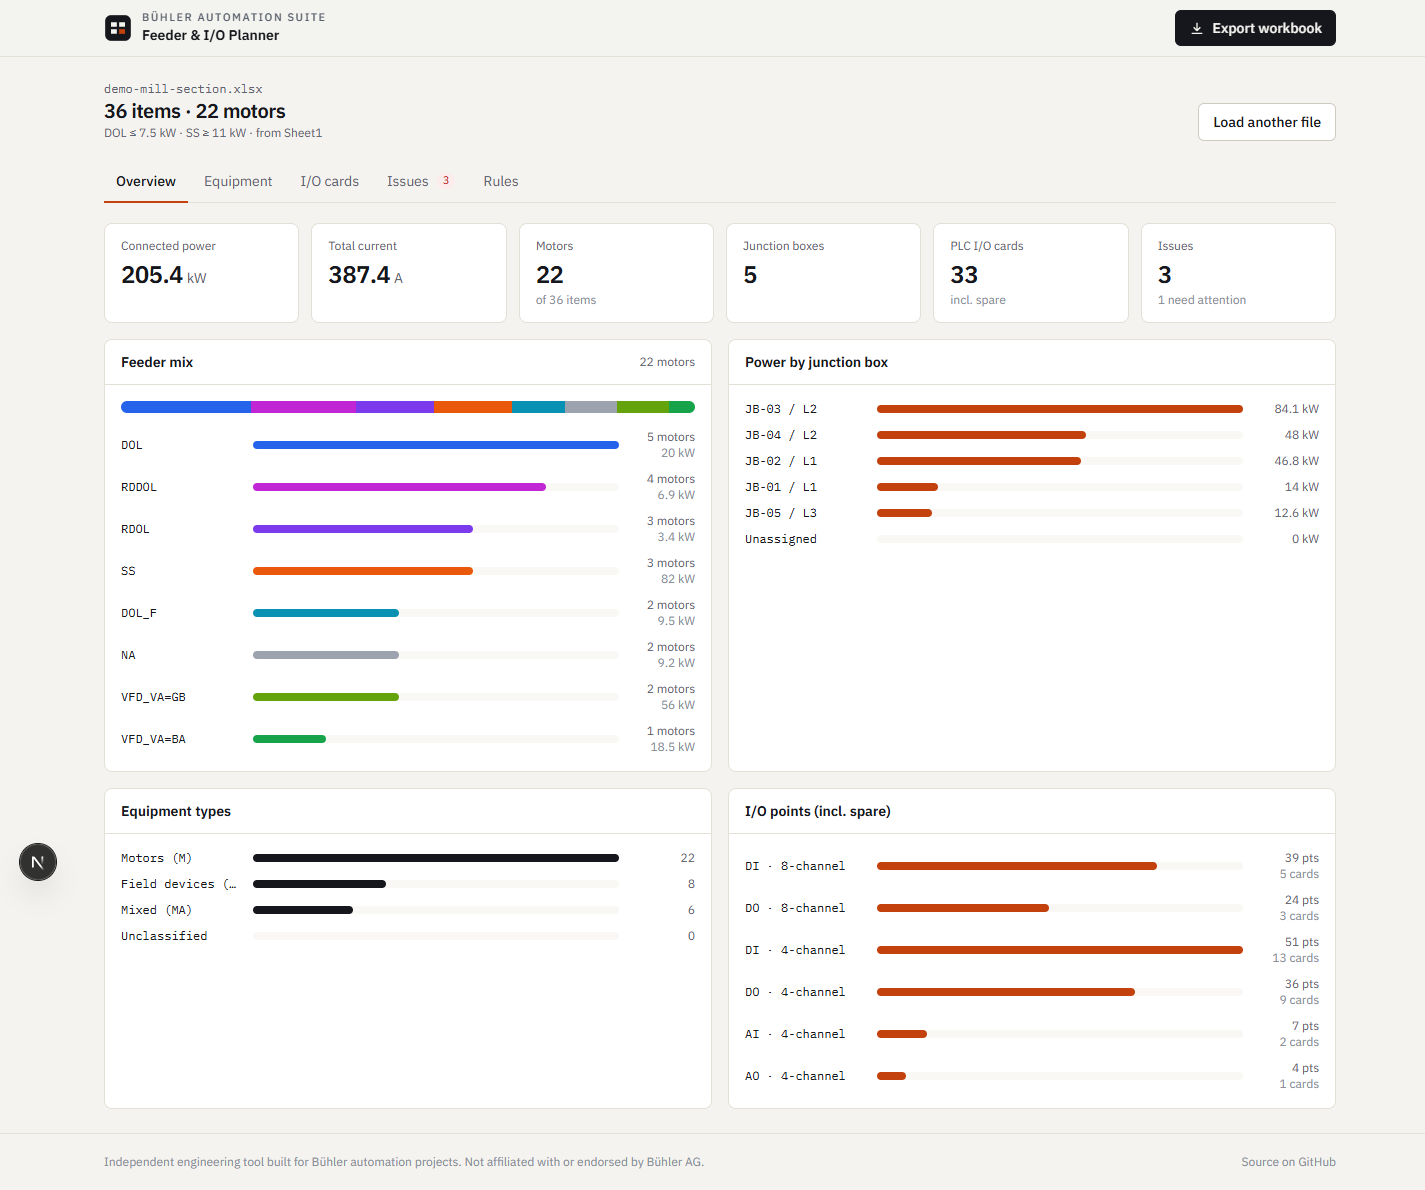 BÜHLER AUTOMATION SUITE
Feeder & I/O Planner
Export workbook
demo-mill-section.xlsx
36 items · 22 motors
DOL ≤ 7.5 kW · SS ≥ 11 kW · from Sheet1
Load another file
Overview
Equipment
I/O cards
Issues 3
Rules
Connected power
205.4 kW
Total current
387.4 A
Motors
22
of 36 items
Junction boxes
5
PLC I/O cards
33
incl. spare
Issues
3
1 need attention
Feeder mix
22 motors
DOL
5 motors
20 kW
RDDOL
4 motors
6.9 kW
RDOL
3 motors
3.4 kW
SS
3 motors
82 kW
DOL_F
2 motors
9.5 kW
NA
2 motors
9.2 kW
VFD_VA=GB
2 motors
56 kW
VFD_VA=BA
1 motors
18.5 kW
Power by junction box
JB-03 / L2 84.1 kW
JB-04 / L2 48 kW
JB-02 / L1 46.8 kW
JB-01 / L1 14 kW
JB-05 / L3 12.6 kW
Unassigned 0 kW
Equipment types
Motors (M) 22
Field devices (… 8
Mixed (MA) 6
Unclassified 0
I/O points (incl. spare)
DI · 8-channel
39 pts
5 cards
DO · 8-channel
24 pts
3 cards
DI · 4-channel
51 pts
13 cards
DO · 4-channel
36 pts
9 cards
AI · 4-channel
7 pts
2 cards
AO · 4-channel
4 pts
1 cards
N
Independent engineering tool built for Bühler automation projects. Not affiliated with or endorsed by Bühler AG.
Source on GitHub